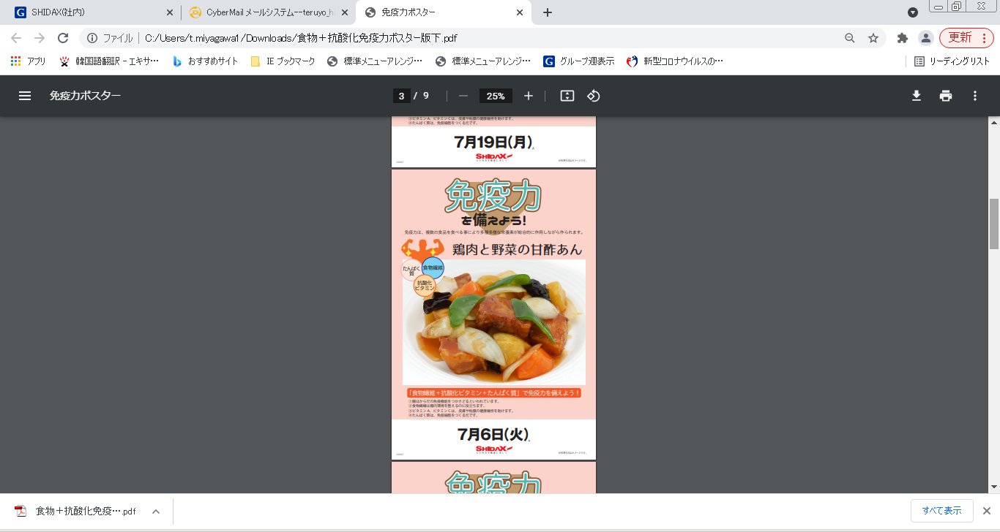 SHIDAX(社内)
CyberMail メールシステム--teruyo_h
免疫力ポスター
ファイル
C:/Users/t.miyagawa1/Downloads/食物＋抗酸化免疫力ポスター版下.pdf
更新
アプリ
韓国語翻訳 - エキサ…
おすすめサイト
IE ブックマーク
標準メニューアレンジ…
標準メニューアレンジ…
グループ週表示
新型コロナウイルスの…
リーディングリスト
免疫力ポスター
3 / 9
25%
③ビタミンA、ビタミンCは、皮膚や粘膜の健康維持を助けます。
④たんぱく質は、免疫細胞をつくる元です。
7月19日(月)
SHIDAX
免疫力
を備えよう!
免疫力は、複数の食品を食べる事により多種多様な栄養素が総合的に作用しながら作られます。
鶏肉と野菜の甘酢あん
たんぱく
質
食物繊維
抗酸化
ビタミン
「食物繊維＋抗酸化ビタミン＋たんぱく質」で免疫力を備えよう！
①腸はからだの免疫機能をつかさどるといわれています。
②食物繊維は腸内環境を整えるのに役立ちます。
③ビタミンA、ビタミンCは、皮膚や粘膜の健康維持を助けます。
④たんぱく質は、免疫細胞をつくる元です。
7月6日(火)
SHIDAX
免疫力
食物＋抗酸化免疫….pdf
すべて表示